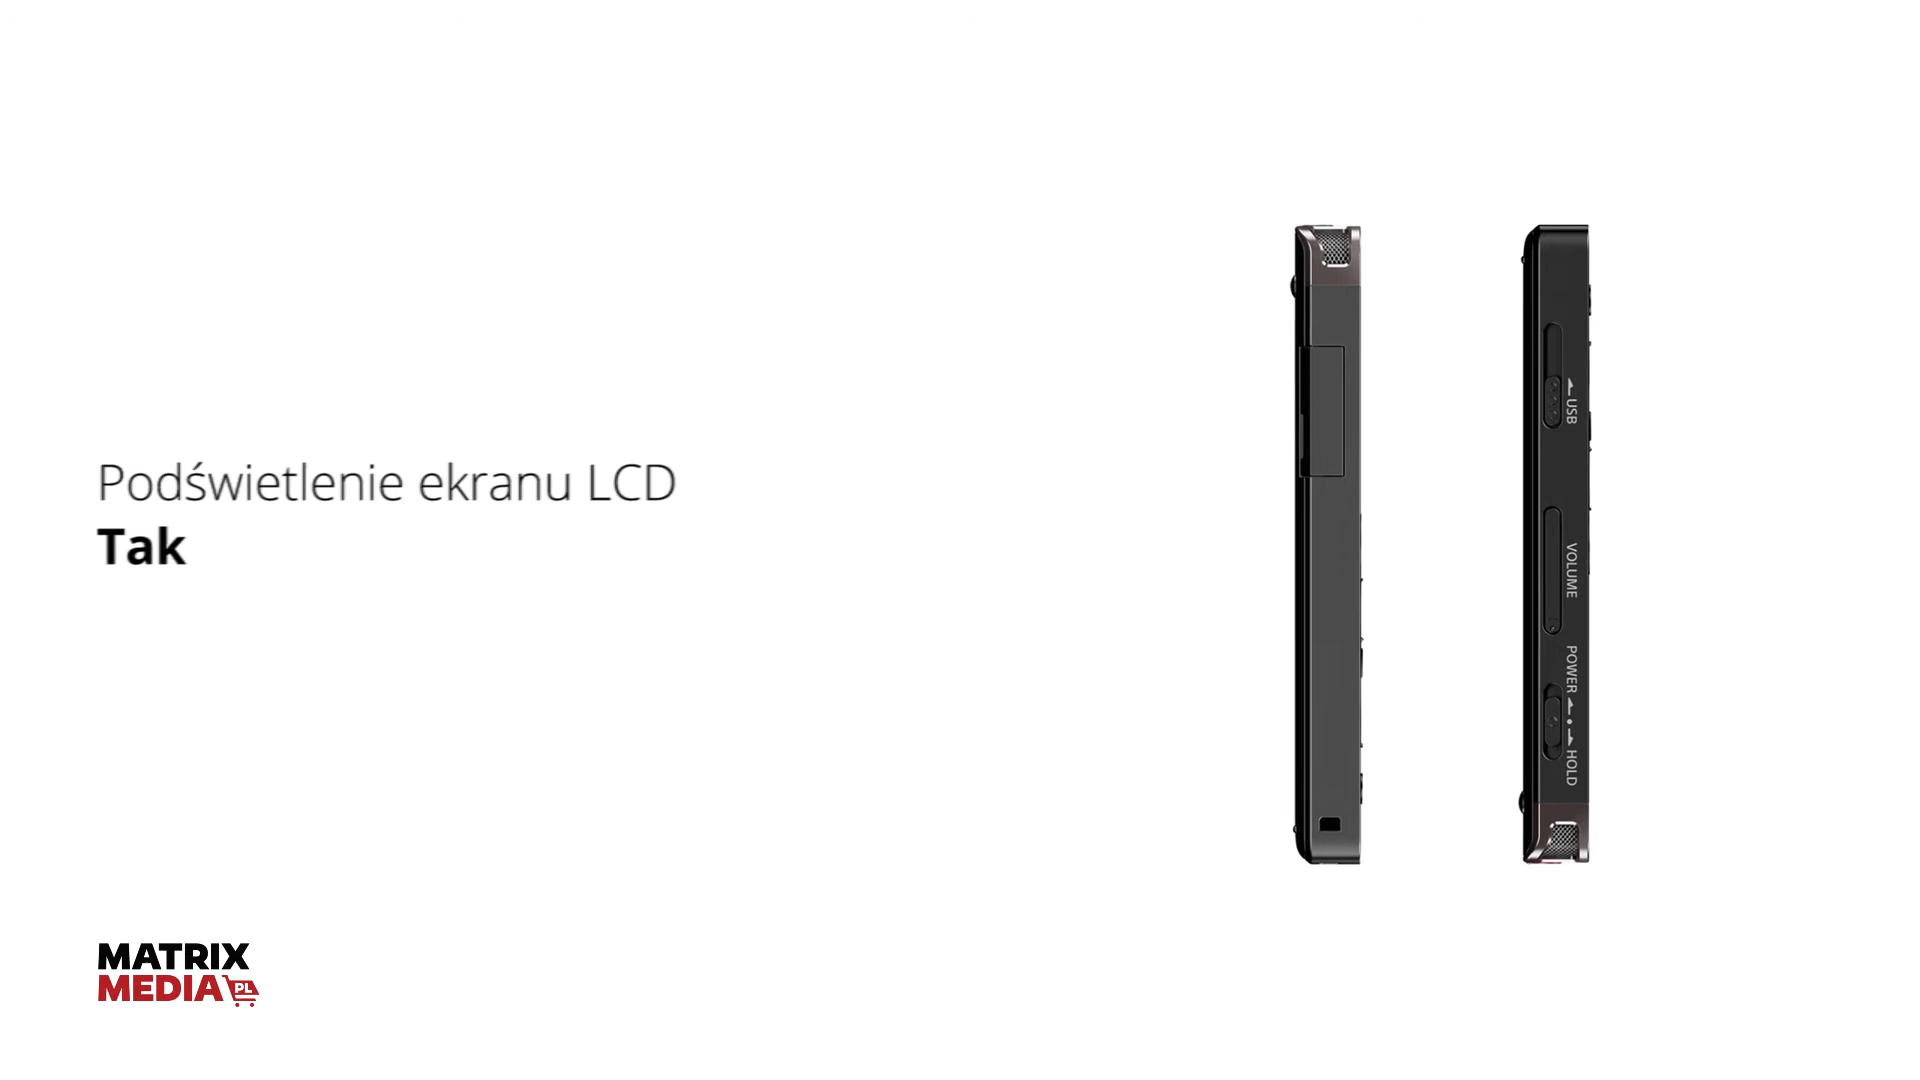 Podświetlenie ekranu LCD
Tak
USB
VOLUME
POWER
HOLD
MATRIX
MEDIA PL